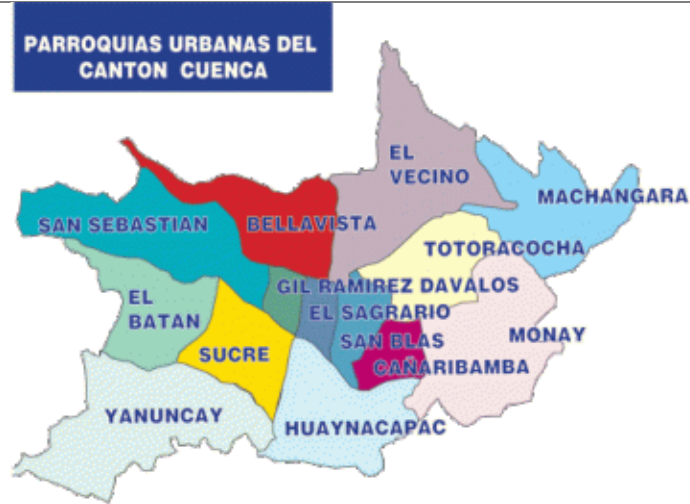 PARROQUIAS URBANAS DEL
CANTON CUENCA
EL
VECINO
MACHANGARA
SAN SEBASTIAN
BELLAVISTA
TOTORACOCHA
GIL RAMIREZ DAVALOS
EL
BATAN
EL SAGRARIO
MONAY
SAN BLAS
SUCRE
CAÑARIBAMBA
YANUNCAY
HUAYNACAPAC